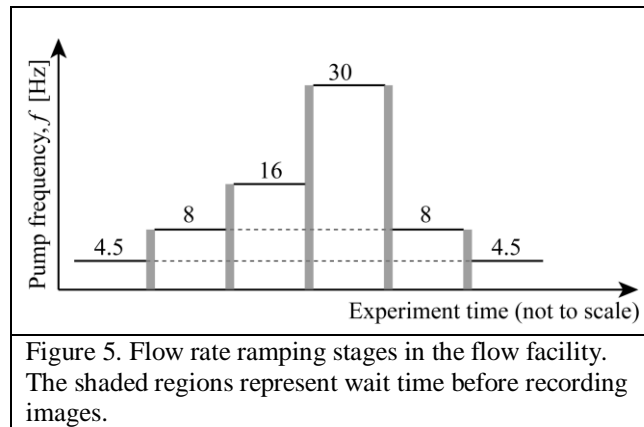 Pump frequency, f [Hz]
30
16
8
8
4.5
4.5
Experiment time (not to scale)
Figure 5. Flow rate ramping stages in the flow facility.
The shaded regions represent wait time before recording
images.